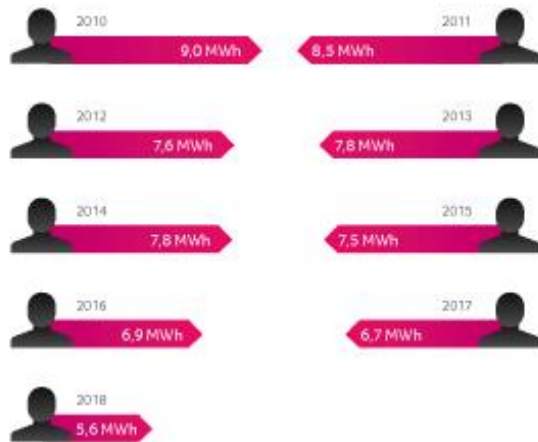 2010
9,0 MWh
2011
8,5 MWh
2012
7,6 MWh
2013
7,8 MWh
2014
7,8 MWh
2015
7,5 MWh
2016
6,9 MWh
2017
6,7 MWh
2018
5,6 MWh